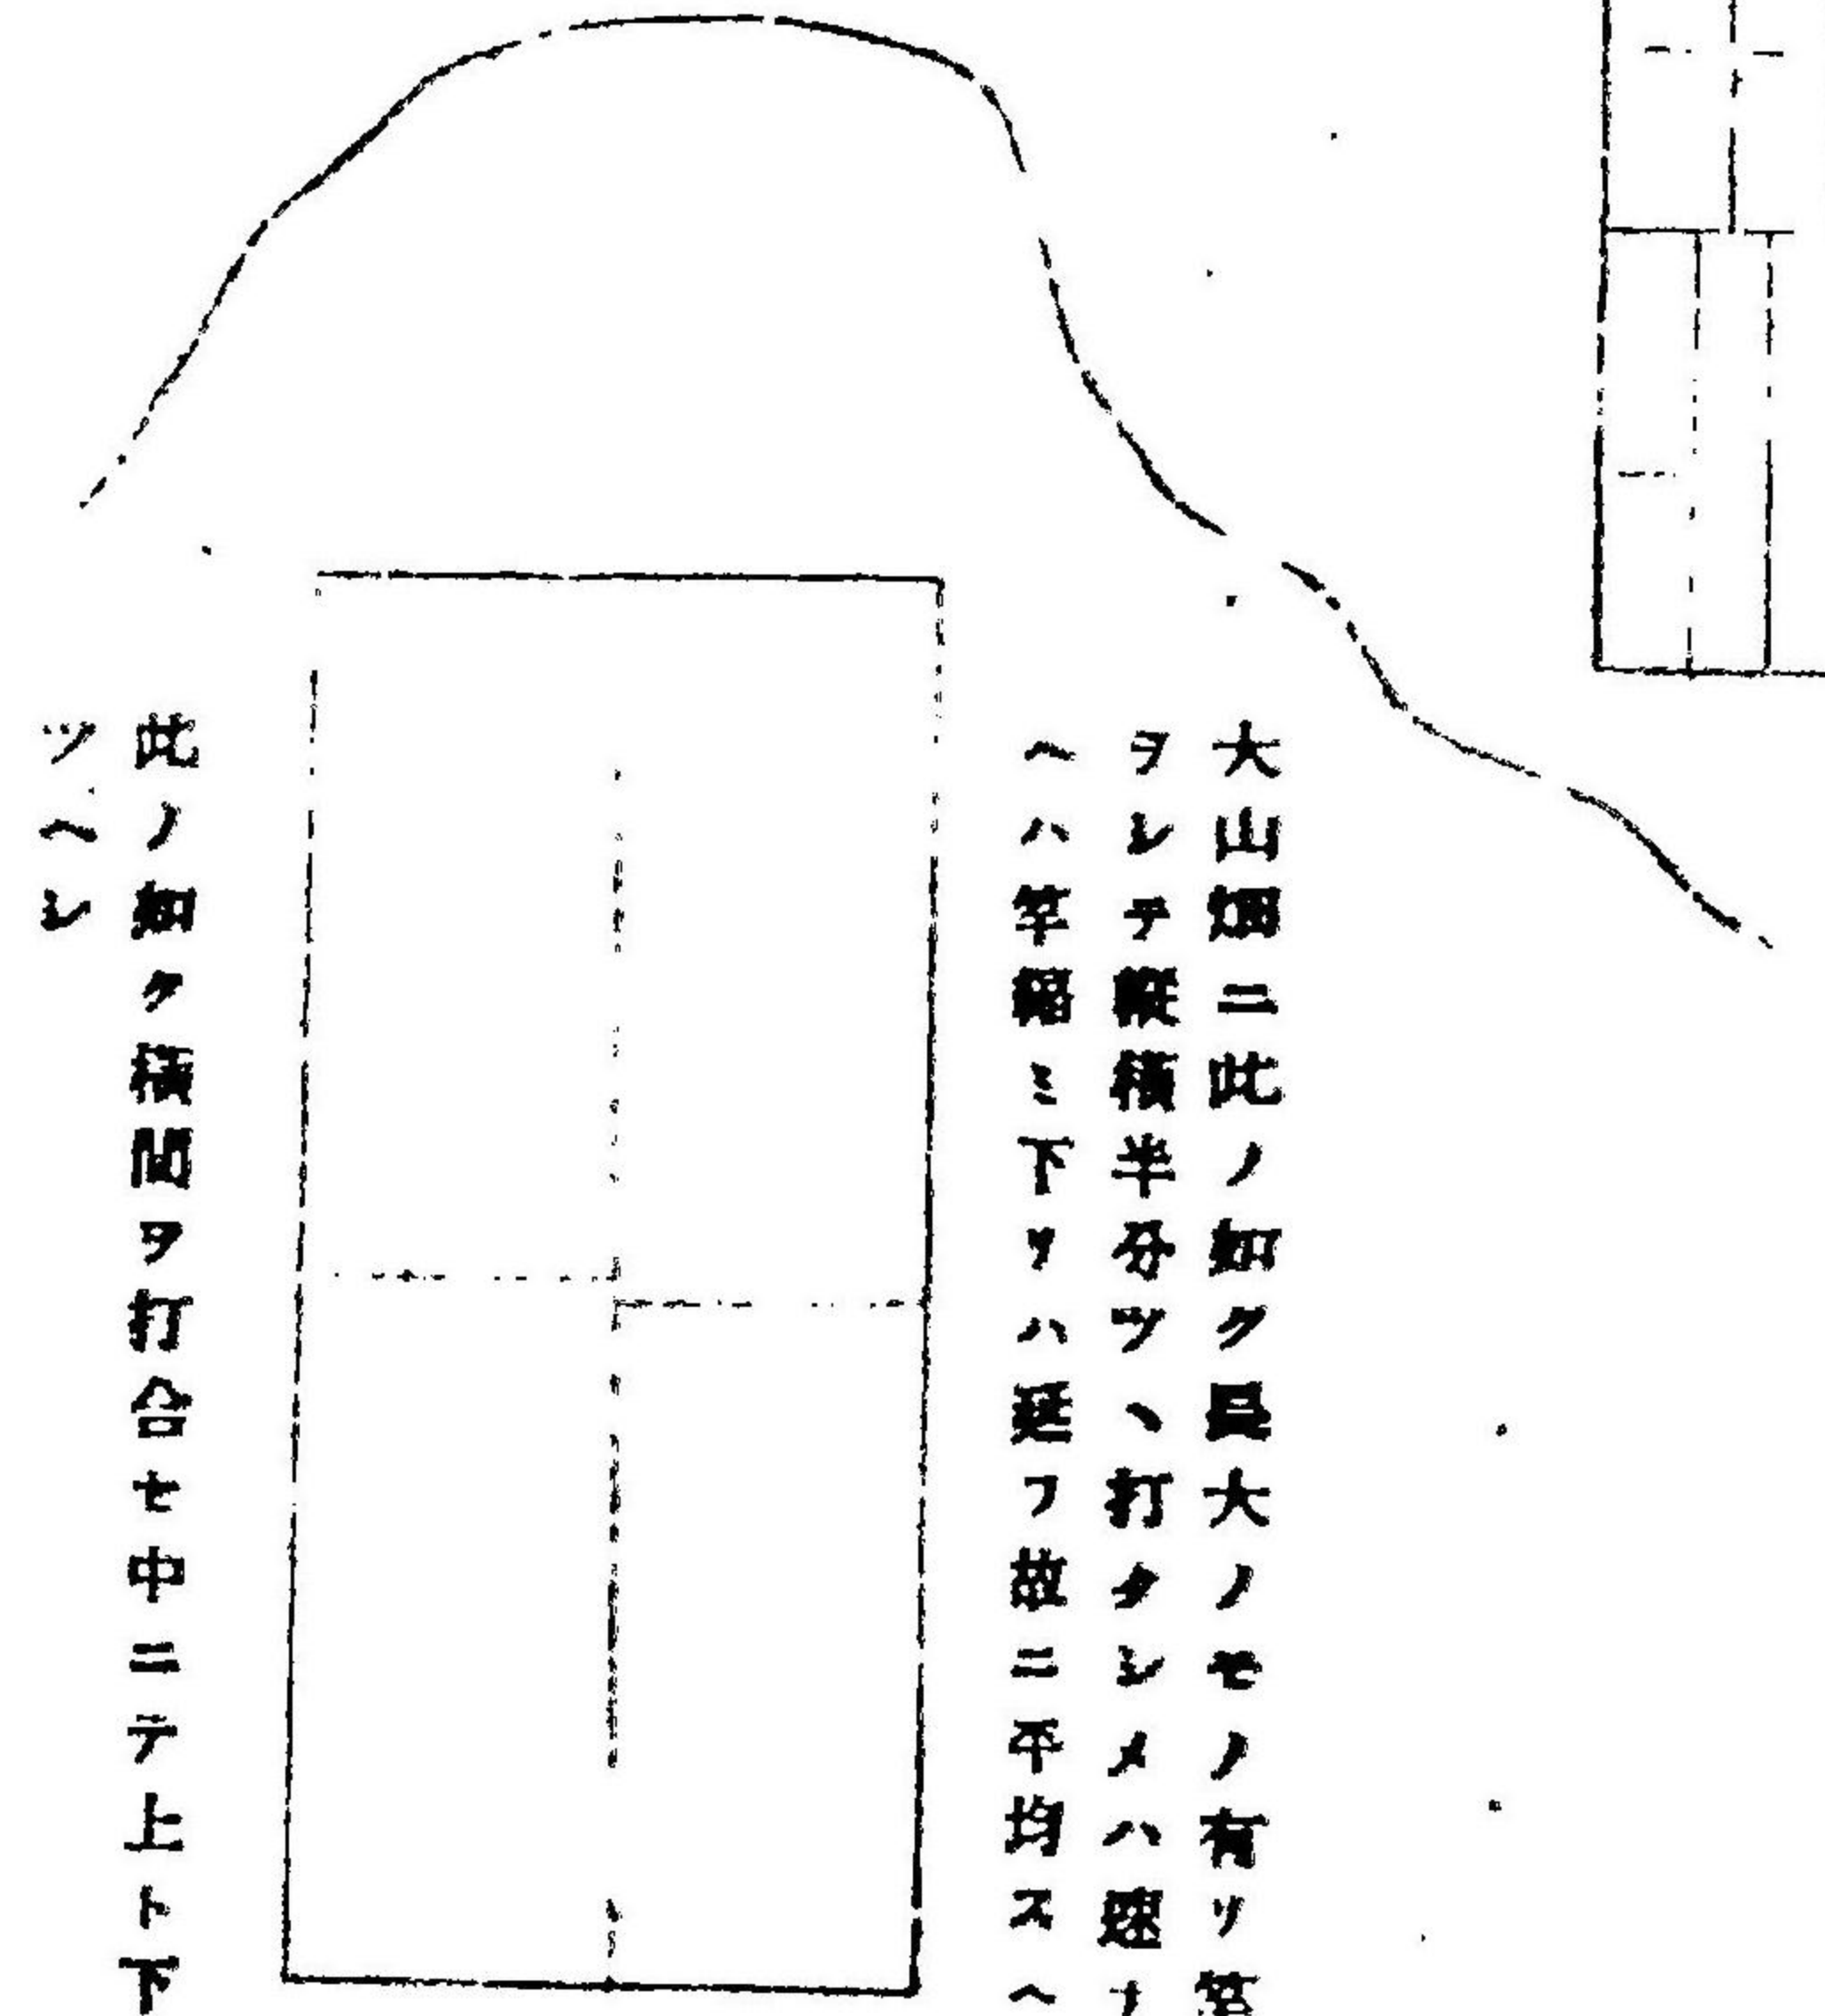 大山畑ニ此ノ如ク長大ノモノ有リ
ヲレテ縦横半分ツヽ打タシメハ速ナ
ヘハ竿縮ミ下リハ延フ故ニ平均スヘ
此ノ如ク横間ヲ打合セ中ニテ上ト下
ツヘレ